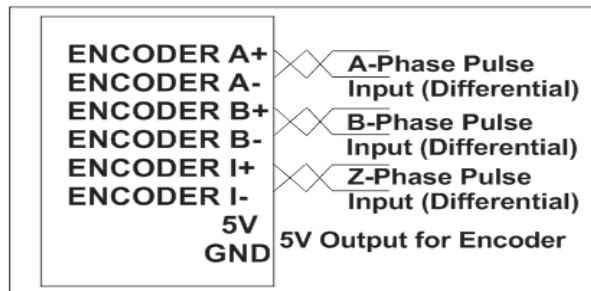 ENCODER A+
ENCODER A-
ENCODER B+
ENCODER B-
ENCODER I+
ENCODER I-
5V
GND
A-Phase Pulse
Input (Differential)
B-Phase Pulse
Input (Differential)
Z-Phase Pulse
Input (Differential)
5V Output for Encoder